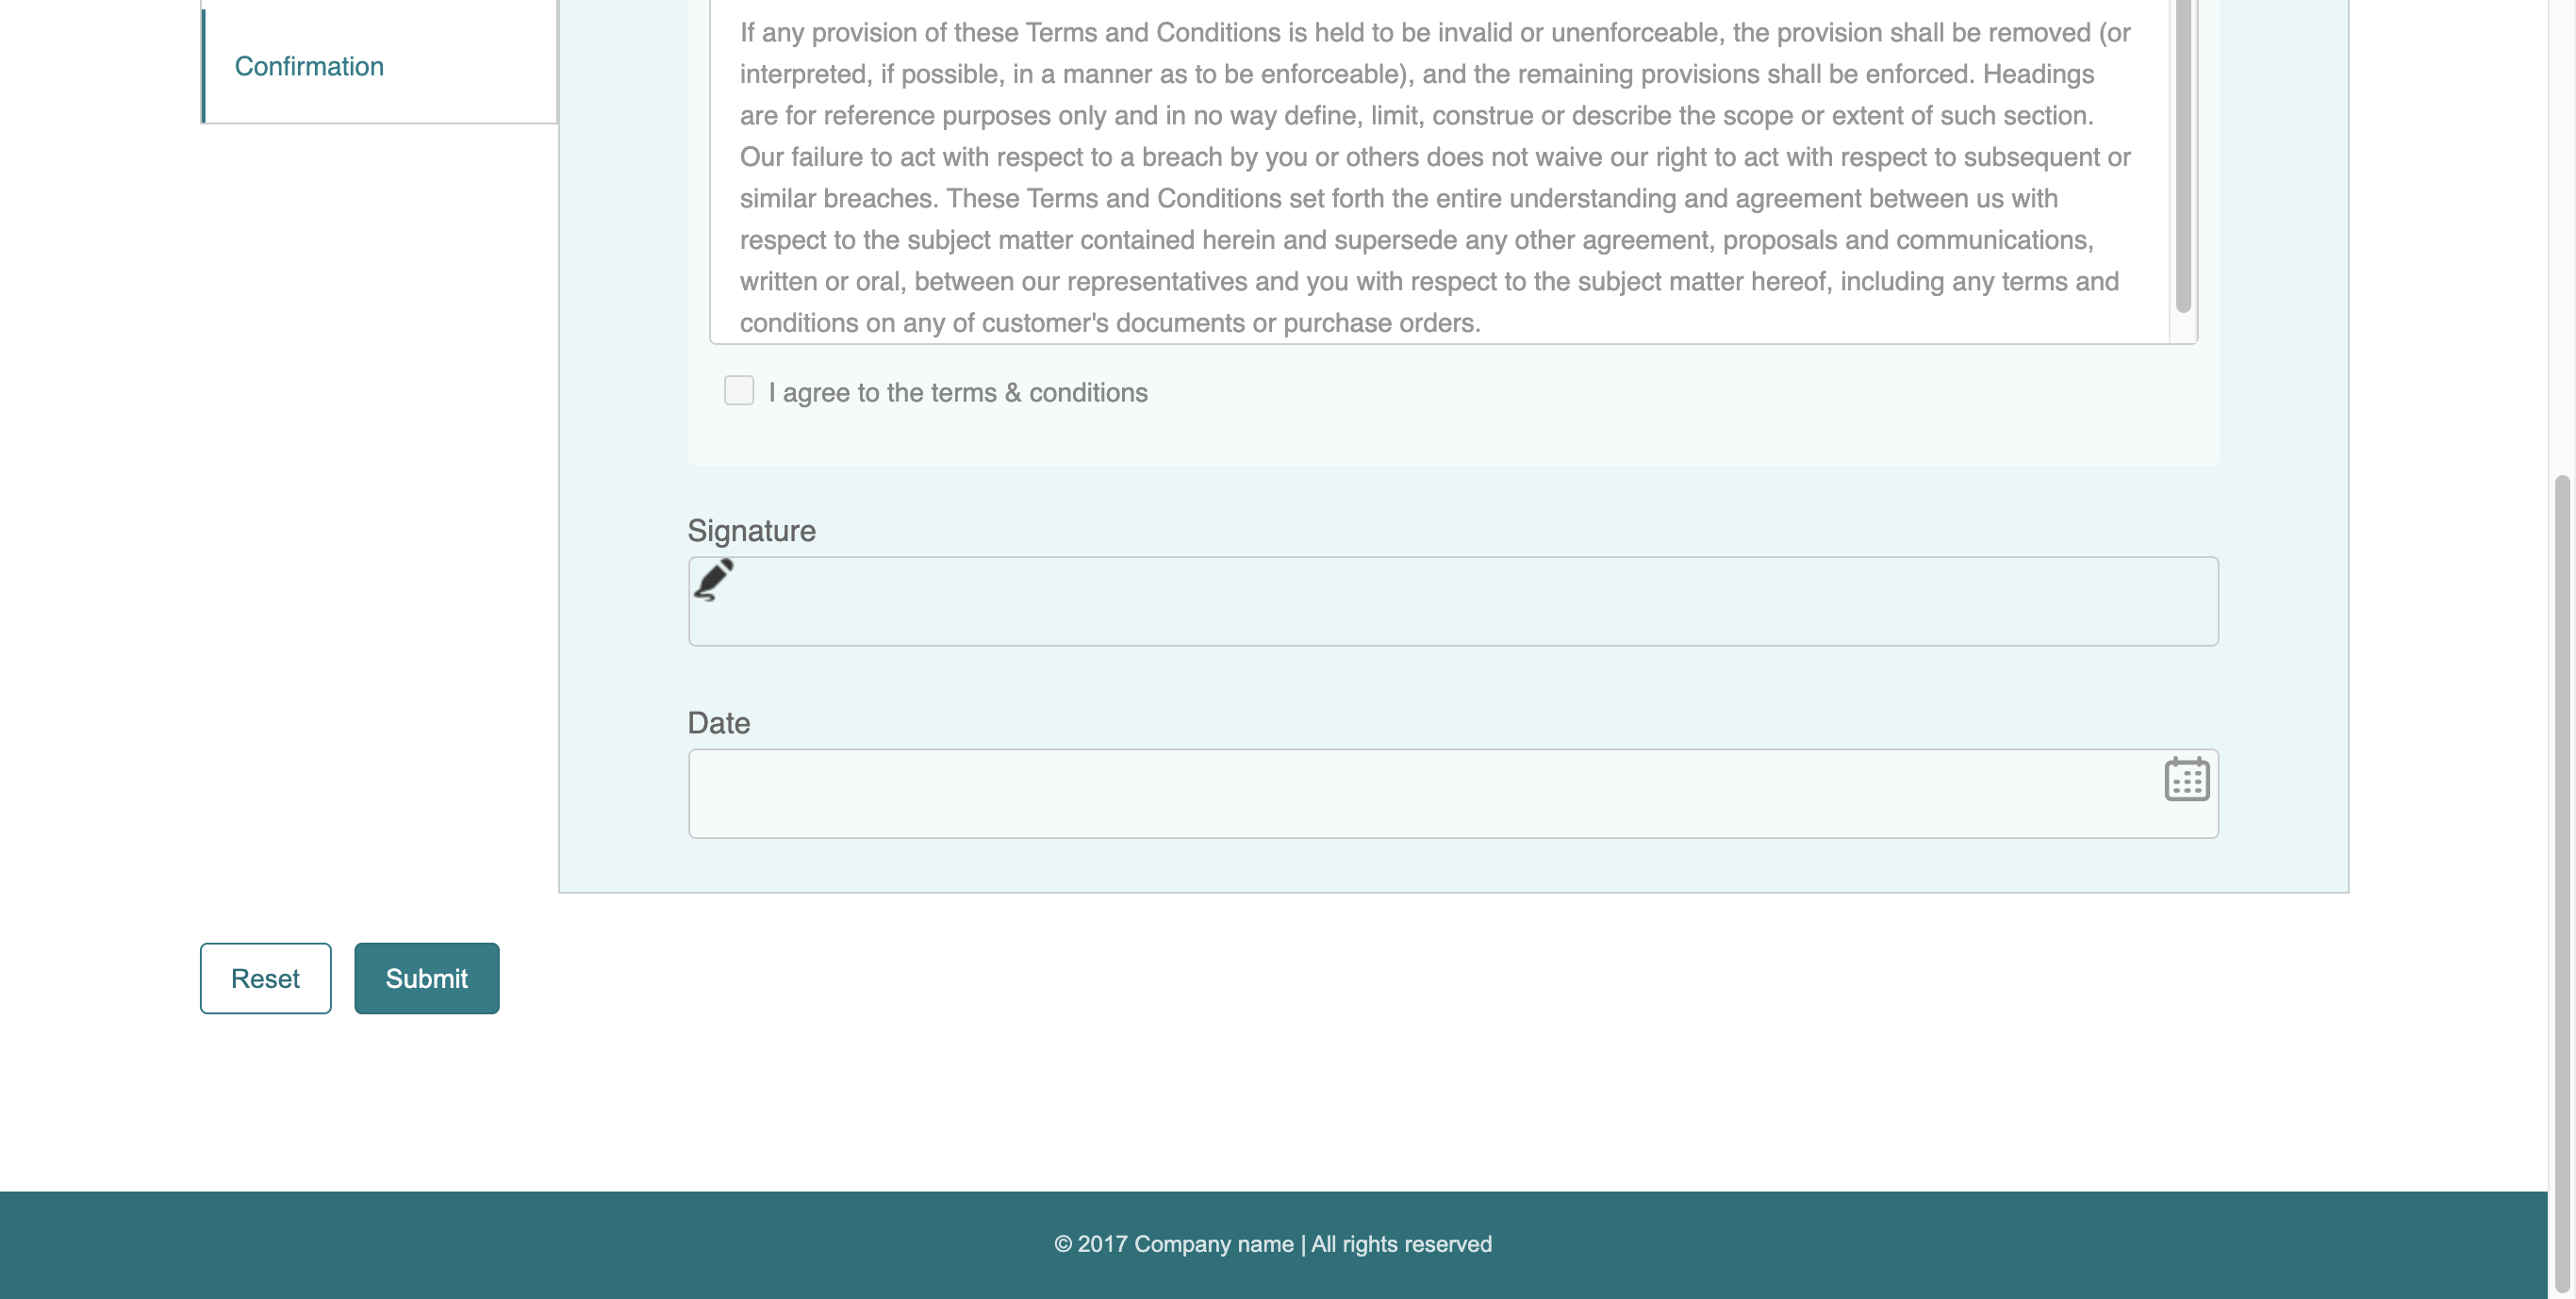 Confirmation
If any provision of these Terms and Conditions is held to be invalid or unenforceable, the provision shall be removed (or
interpreted, if possible, in a manner as to be enforceable), and the remaining provisions shall be enforced. Headings
are for reference purposes only and in no way define, limit, construe or describe the scope or extent of such section.
Our failure to act with respect to a breach by you or others does not waive our right to act with respect to subsequent or
similar breaches. These Terms and Conditions set forth the entire understanding and agreement between us with
respect to the subject matter contained herein and supersede any other agreement, proposals and communications,
written or oral, between our representatives and you with respect to the subject matter hereof, including any terms and
conditions on any of customer's documents or purchase orders.
I agree to the terms & conditions
Signature
Date
Reset
Submit
© 2017 Company name | All rights reserved